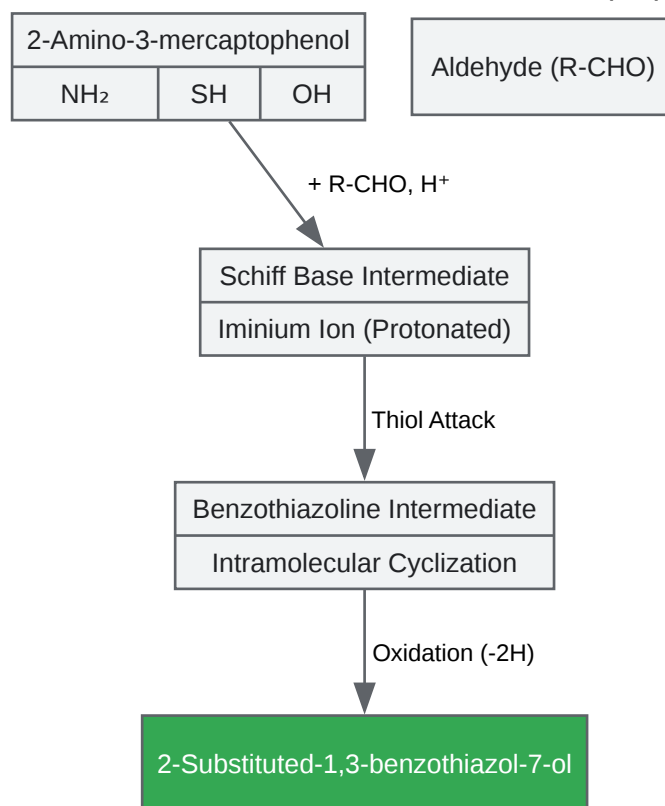 2-Amino-3-mercaptophenol
NH₂ SH OH
Aldehyde (R-CHO)
+ R-CHO, H⁺
Schiff Base Intermediate
Iminium Ion (Protonated)
Thiol Attack
Benzothiazoline Intermediate
Intramolecular Cyclization
Oxidation (-2H)
2-Substituted-1,3-benzothiazol-7-ol